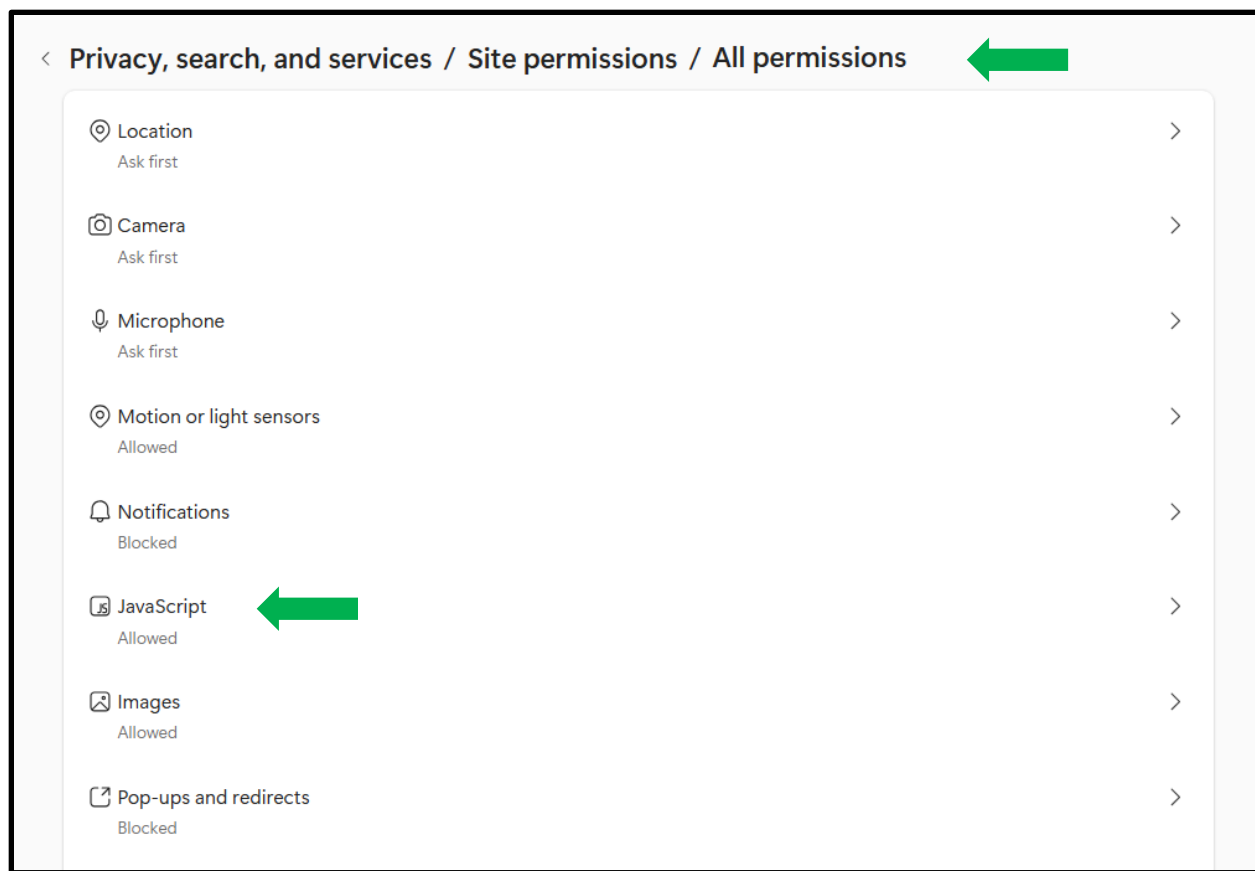 Privacy, search, and services / Site permissions / All permissions
Location
Ask first
Camera
Ask first
Microphone
Ask first
Motion or light sensors
Allowed
Notifications
Blocked
JS JavaScript
Allowed
Images
Allowed
Pop-ups and redirects
Blocked